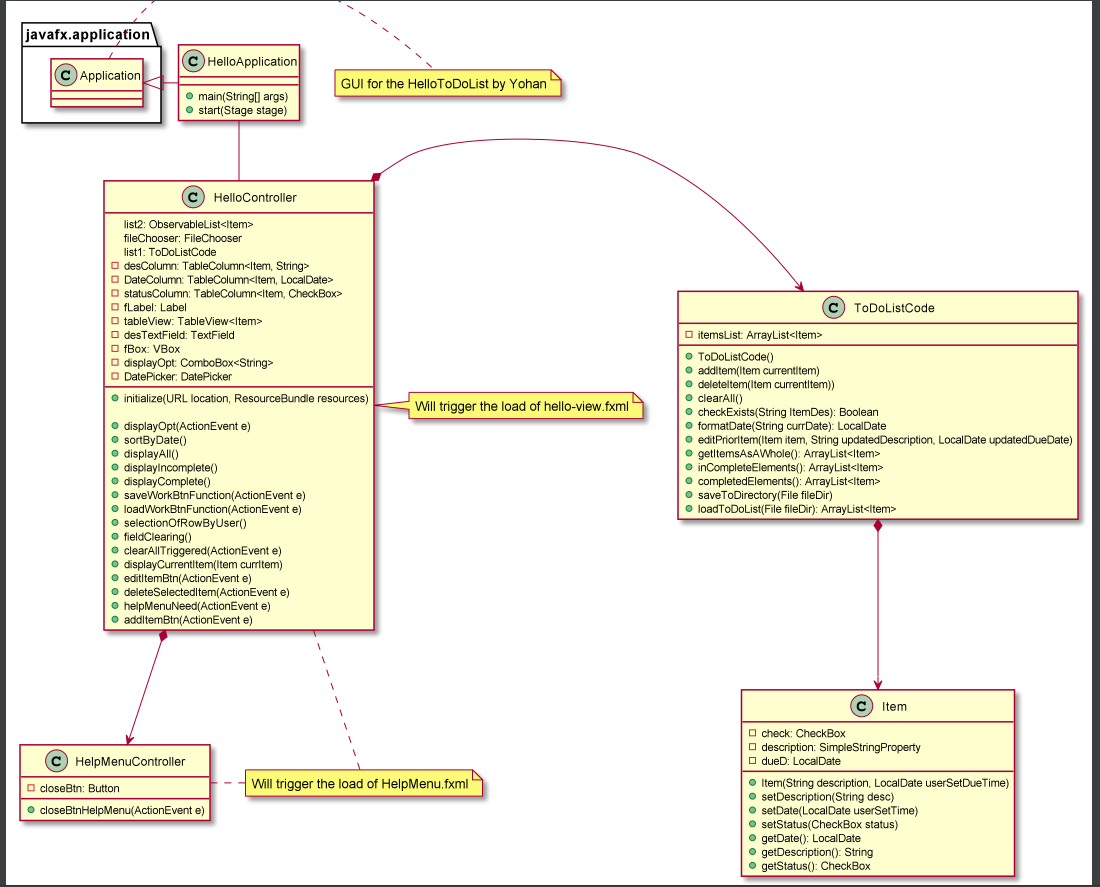 javafx.application
C Application
C HelloApplication
main(String[] args)
start(Stage stage)
GUI for the HelloToDoList by Yohan
C HelloController
list2: ObservableList<Item>
fileChooser: FileChooser
list1: ToDoListCode
desColumn: TableColumn<Item, String>
DateColumn: TableColumn<Item, LocalDate>
statusColumn: TableColumn<Item, CheckBox>
fLabel: Label
tableView: TableView<Item>
desTextField: TextField
fBox: VBox
displayOpt: ComboBox<String>
DatePicker: DatePicker
initialize(URL location, ResourceBundle resources)
displayOpt(ActionEvent e)
sortByDate()
displayAll()
displayIncomplete()
displayComplete()
saveWorkBtnFunction(ActionEvent e)
loadWorkBtnFunction(ActionEvent e)
selectionOfRowByUser()
fieldClearing()
clearAllTriggered(ActionEvent e)
displayCurrentItem(Item currItem)
editItemBtn(ActionEvent e)
deleteSelectedItem(ActionEvent e)
helpMenuNeed(ActionEvent e)
addItemBtn(ActionEvent e)
Will trigger the load of hello-view.fxml
C ToDoListCode
itemsList: ArrayList<Item>
ToDoListCode()
addItem(Item currentItem)
deleteItem(Item currentItem))
clearAll()
checkExists(String ItemDes): Boolean
formatDate(String currDate): LocalDate
editPriorItem(Item item, String updatedDescription, LocalDate updatedDueDate)
getItemsAsAWhole(): ArrayList<Item>
inCompleteElements(): ArrayList<Item>
completedElements(): ArrayList<Item>
saveToDirectory(File fileDir)
loadToDoList(File fileDir): ArrayList<Item>
C HelpMenuController
closeBtn: Button
closeBtnHelpMenu(ActionEvent e)
Will trigger the load of HelpMenu.fxml
C Item
check: CheckBox
description: SimpleStringProperty
dueD: LocalDate
Item(String description, LocalDate userSetDueTime)
setDescription(String desc)
setDate(LocalDate userSetTime)
setStatus(CheckBox status)
getDate(): LocalDate
getDescription(): String
getStatus(): CheckBox